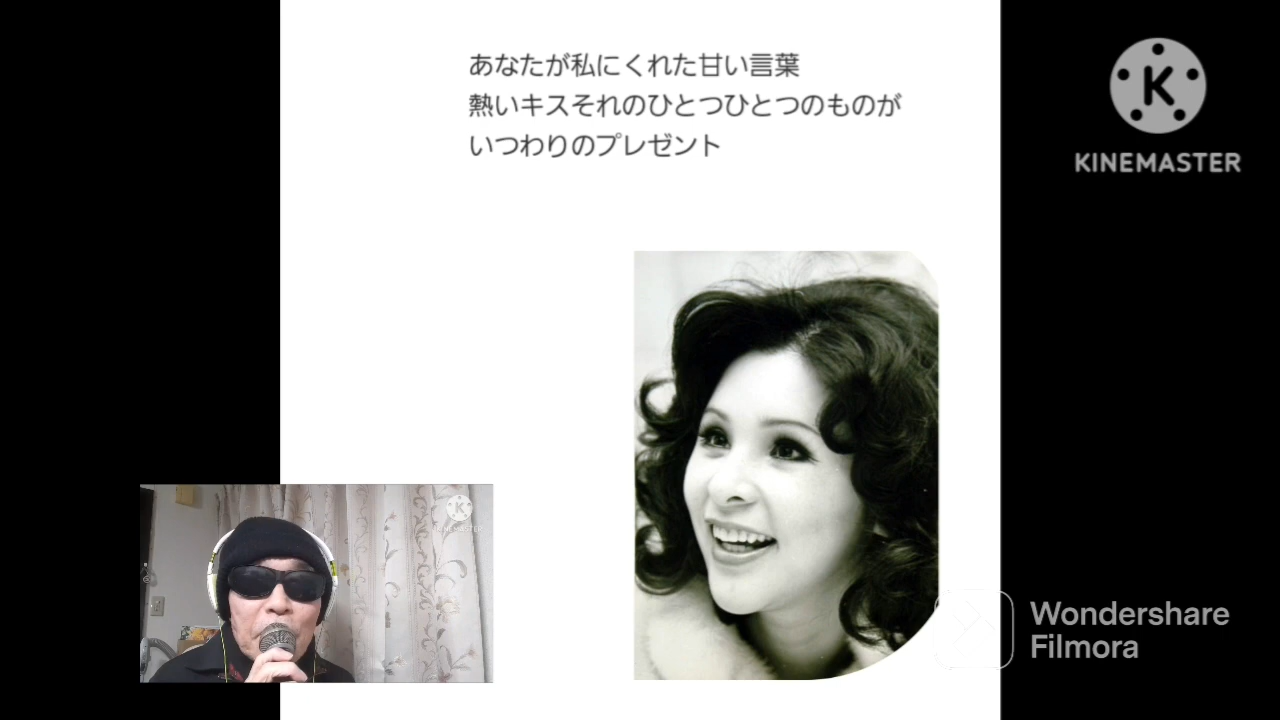 あなたが私にくれた甘い言葉
熱いキスそれのひとつひとつのものが
いつわりのプレゼント
K
KINEMASTER
K
KINEMASTER
Wondershare
Filmora